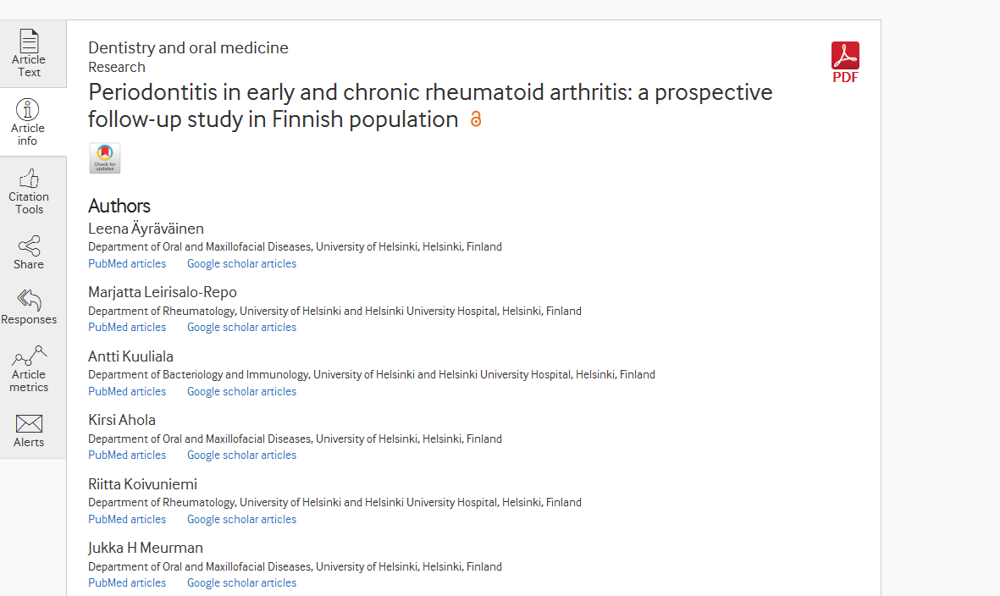 Article
Text
Article
info
Citation
Tools
Share
Responses
Article
metrics
Alerts
Dentistry and oral medicine
Research
Periodontitis in early and chronic rheumatoid arthritis: a prospective
follow-up study in Finnish population
PDF
Check for
updates
Authors
Leena Äyräväinen
Department of Oral and Maxillofacial Diseases, University of Helsinki, Helsinki, Finland
PubMed articles Google scholar articles
Marjatta Leirisalo-Repo
Department of Rheumatology, University of Helsinki and Helsinki University Hospital, Helsinki, Finland
PubMed articles Google scholar articles
Antti Kuuliala
Department of Bacteriology and Immunology, University of Helsinki and Helsinki University Hospital, Helsinki, Finland
PubMed articles Google scholar articles
Kirsi Ahola
Department of Oral and Maxillofacial Diseases, University of Helsinki, Helsinki, Finland
PubMed articles Google scholar articles
Riitta Koivuniemi
Department of Rheumatology, University of Helsinki and Helsinki University Hospital, Helsinki, Finland
PubMed articles Google scholar articles
Jukka H Meurman
Department of Oral and Maxillofacial Diseases, University of Helsinki, Helsinki, Finland
PubMed articles Google scholar articles